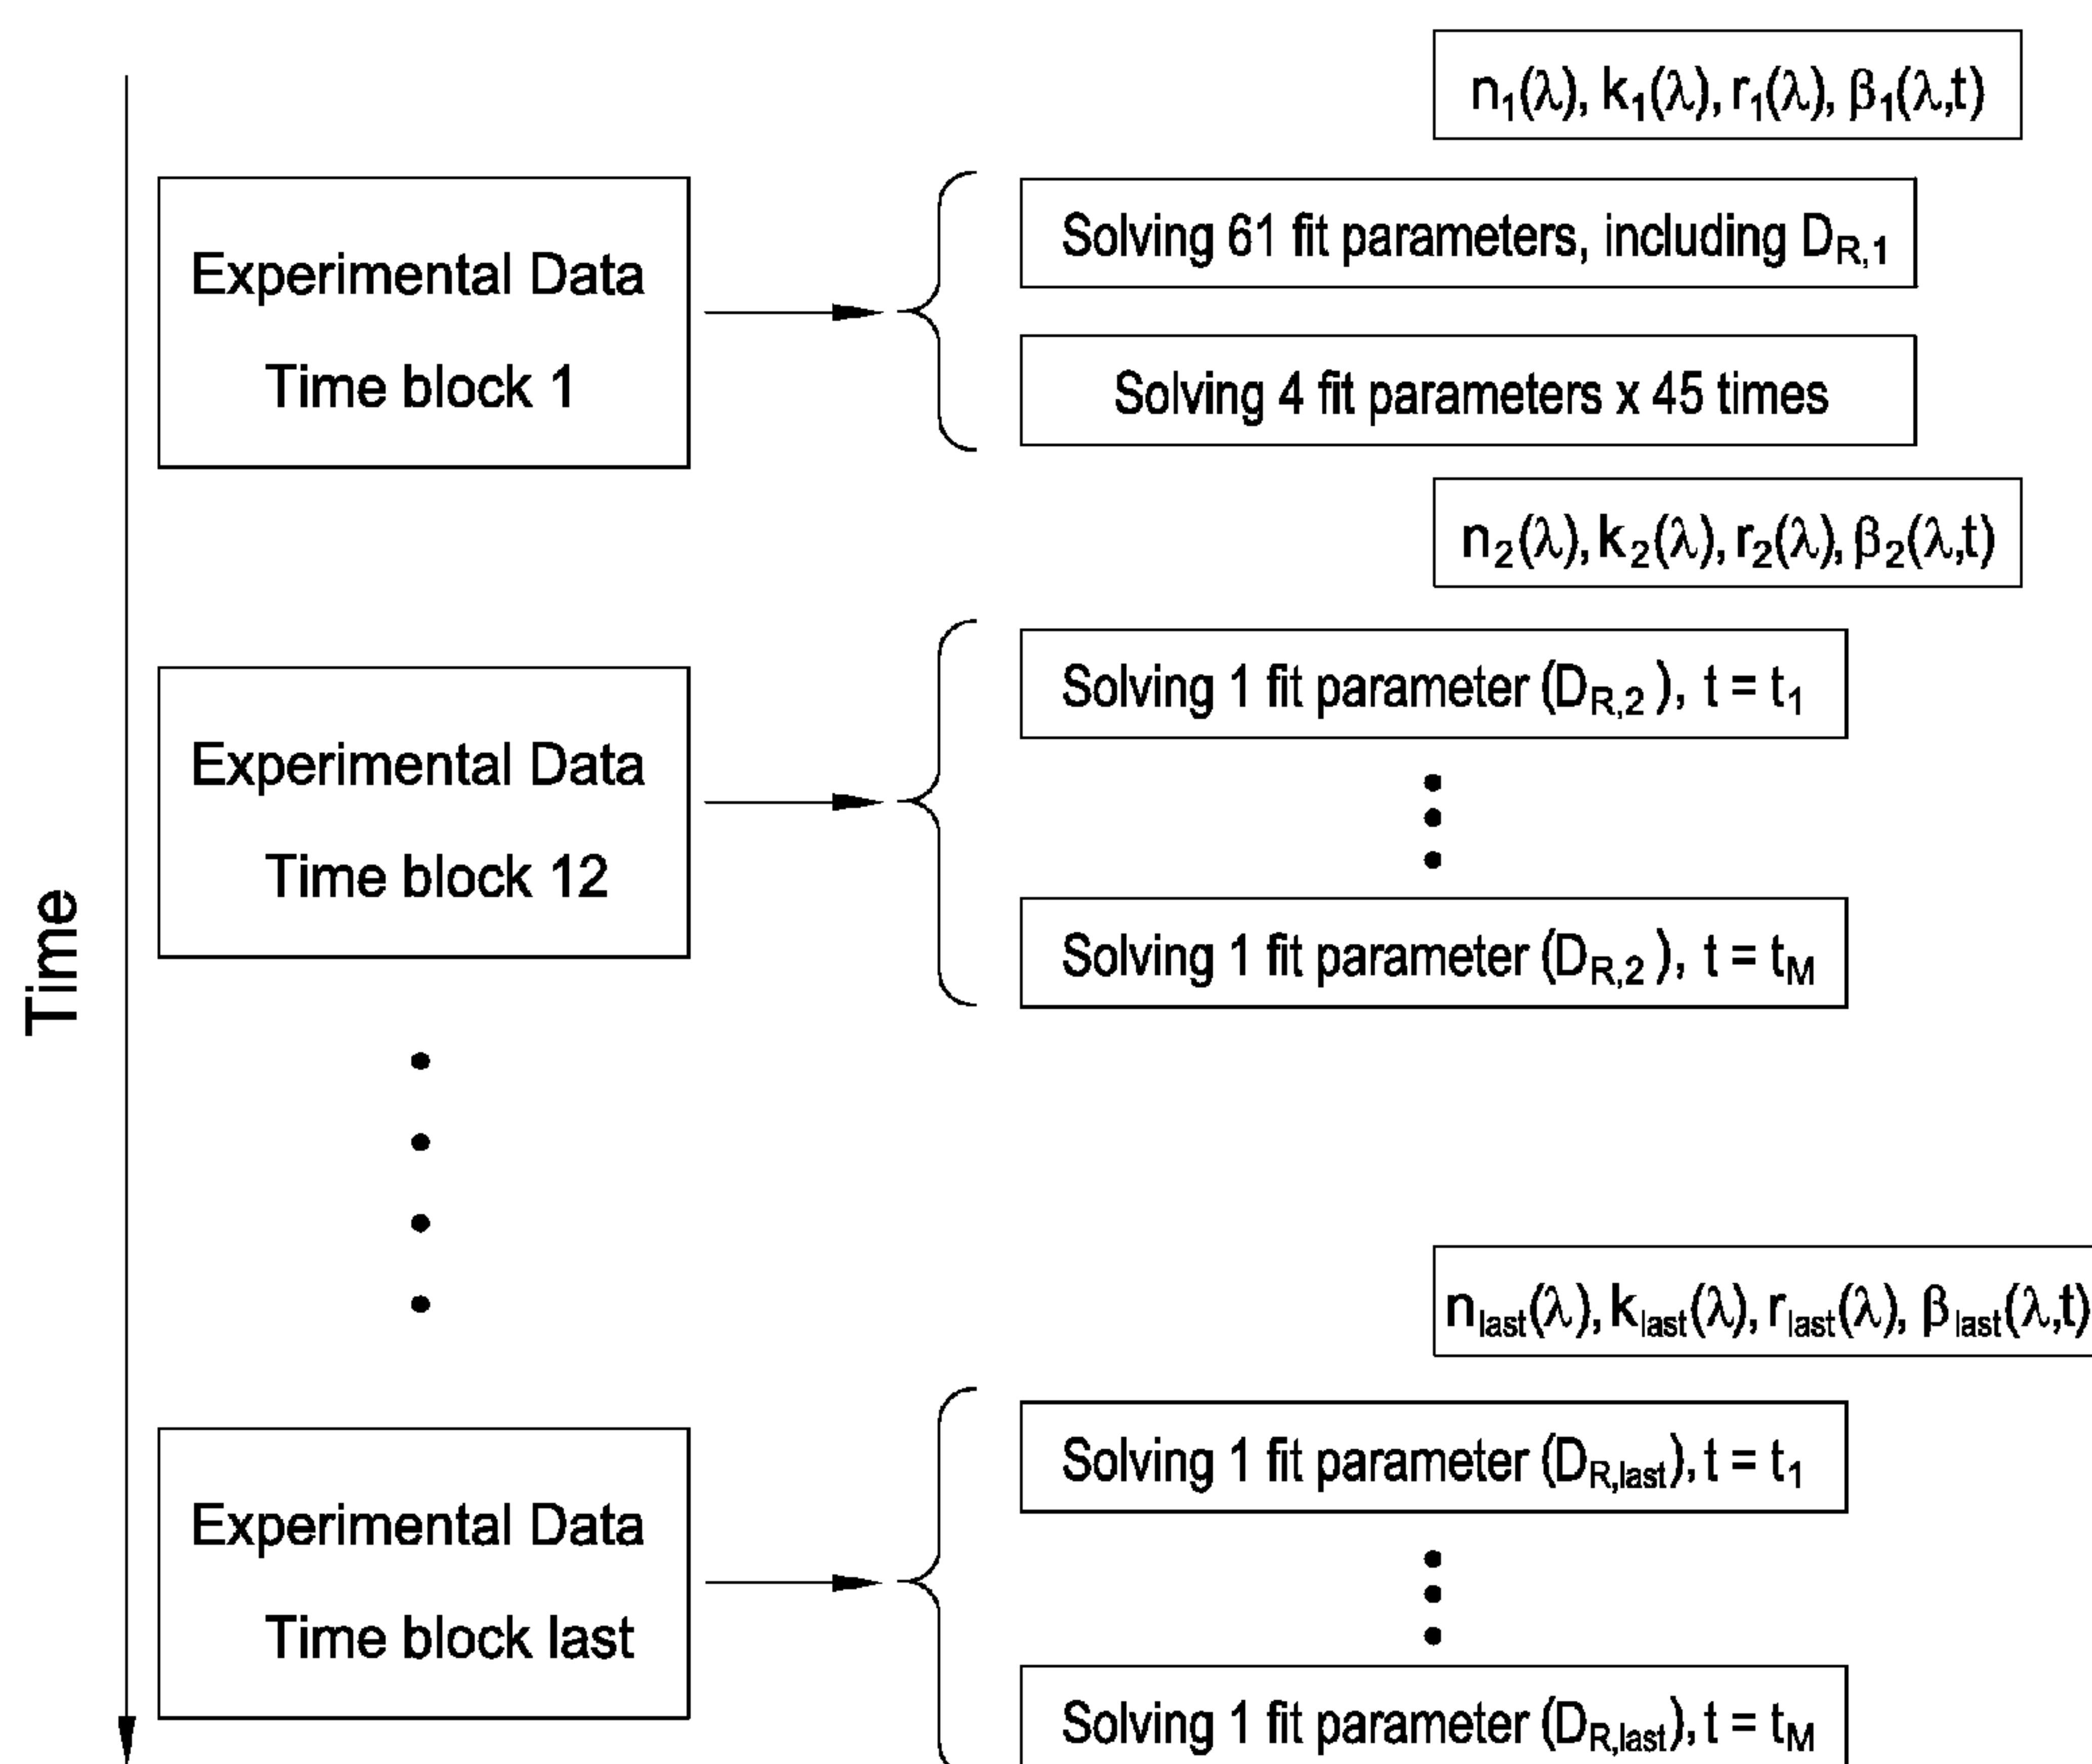 Time
n₁(λ), k₁(λ), r₁(λ), β₁(λ,t)
Experimental Data
Time block 1
Solving 61 fit parameters, including D_R,1
Solving 4 fit parameters x 45 times
n₂(λ), k₂(λ), r₂(λ), β₂(λ,t)
Experimental Data
Time block 12
Solving 1 fit parameter (D_R,2 ), t = t₁
Solving 1 fit parameter (D_R,2 ), t = t_M
n_last(λ), k_last(λ), r_last(λ), β_last(λ,t)
Experimental Data
Time block last
Solving 1 fit parameter (D_R,last), t = t₁
Solving 1 fit parameter (D_R,last), t = t_M